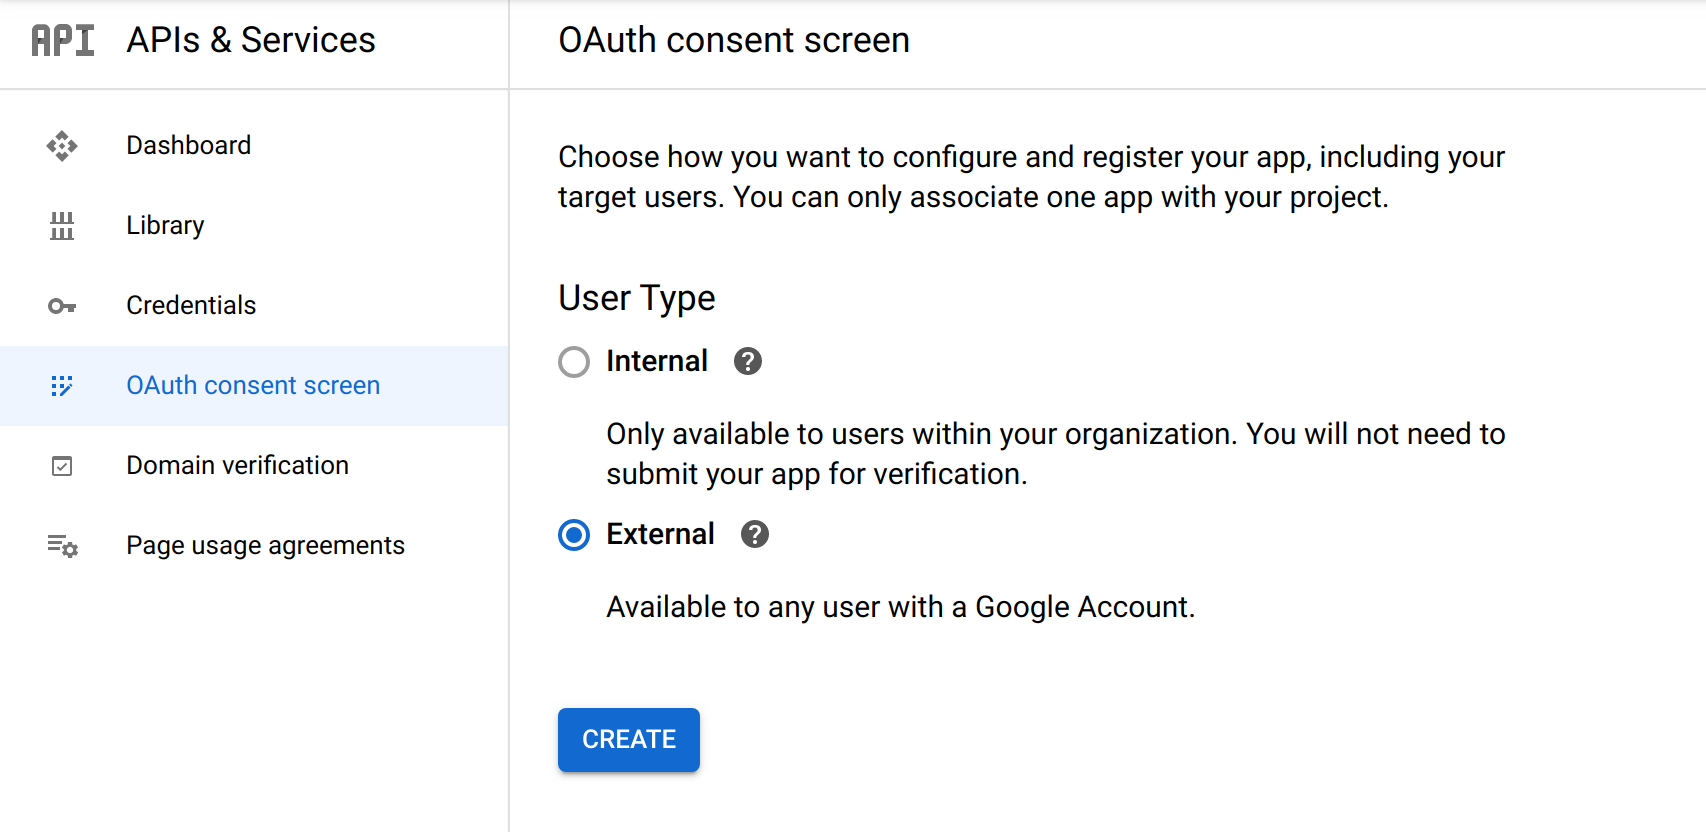 API APIs & Services
OAuth consent screen
Dashboard
Library
Credentials
OAuth consent screen
Domain verification
Page usage agreements
Choose how you want to configure and register your app, including your
target users. You can only associate one app with your project.
User Type
Internal ?
Only available to users within your organization. You will not need to
submit your app for verification.
External ?
Available to any user with a Google Account.
CREATE